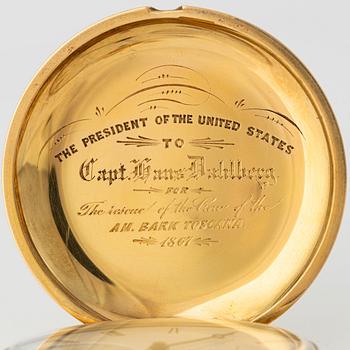 THE PRESIDENT OF THE UNITED STATES
TO
Capt. Hans Dahlberg
FOR
The rescue of the Crew of the
AM. BARK TOSCANA
1867